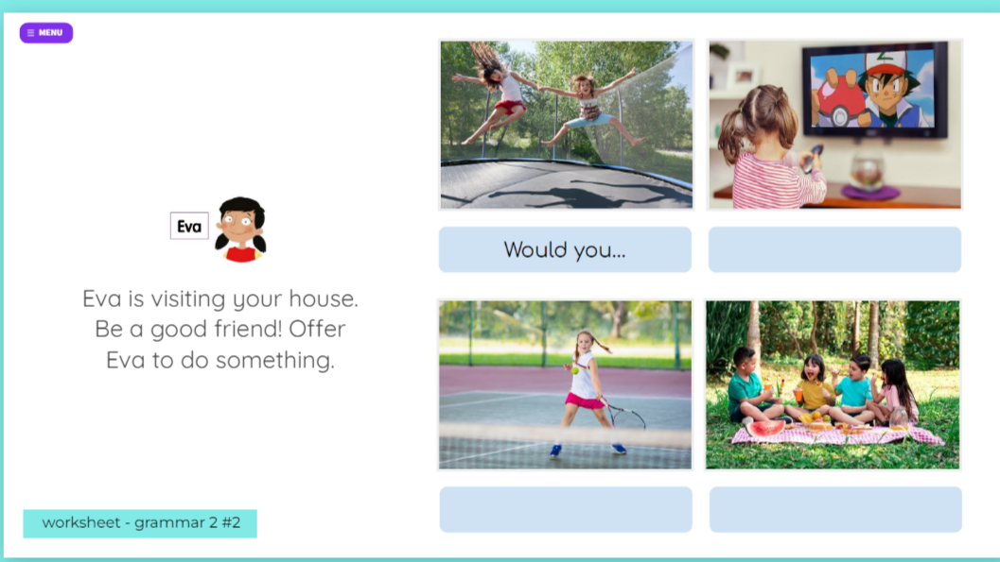 ☰ MENU
Eva
Eva is visiting your house.
Be a good friend! Offer
Eva to do something.
worksheet - grammar 2 #2
Would you...